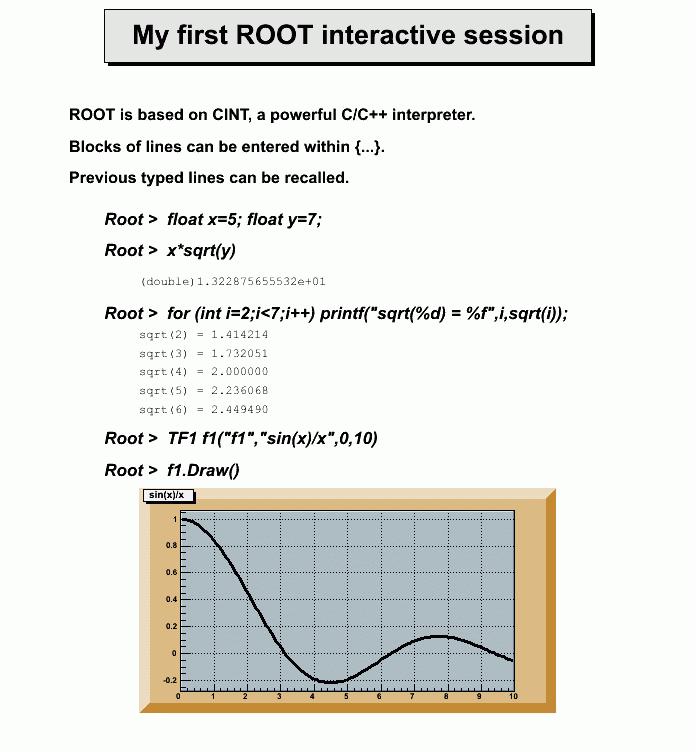 My first ROOT interactive session
ROOT is based on CINT, a powerful C/C++ interpreter.
Blocks of lines can be entered within {...}.
Previous typed lines can be recalled.
Root > float x=5; float y=7;
Root > x*sqrt(y)
(double)1.322875655532e+01
Root > for (int i=2;i<7;i++) printf("sqrt(%d) = %f",i,sqrt(i));
sqrt(2) = 1.414214
sqrt(3) = 1.732051
sqrt(4) = 2.000000
sqrt(5) = 2.236068
sqrt(6) = 2.449490
Root > TF1 f1("f1","sin(x)/x",0,10)
Root > f1.Draw()
sin(x)/x
1
0.8
0.6
0.4
0.2
0
-0.2
0 1 2 3 4 5 6 7 8 9 10